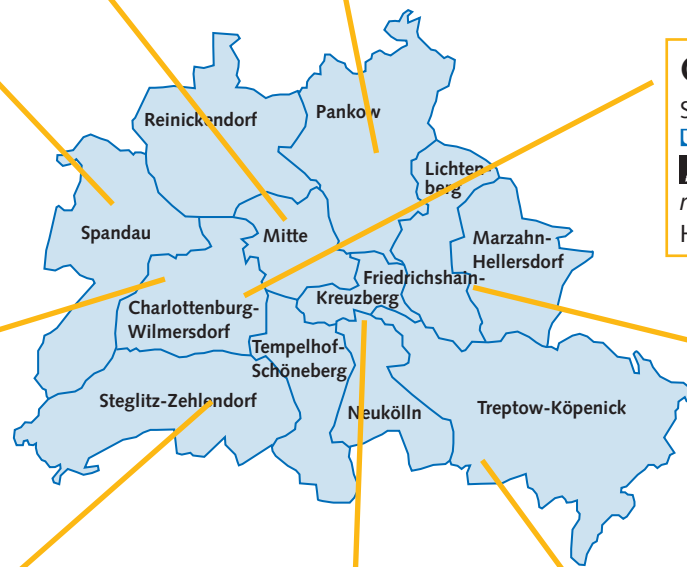 Reinickendorf
Pankow
Lichten-
berg
Spandau
Mitte
Marzahn-
Hellersdorf
Friedrichshain-
Kreuzberg
Charlottenburg-
Wilmersdorf
Tempelhof-
Schöneberg
Steglitz-Zehlendorf
Neukölln
Treptow-Köpenick